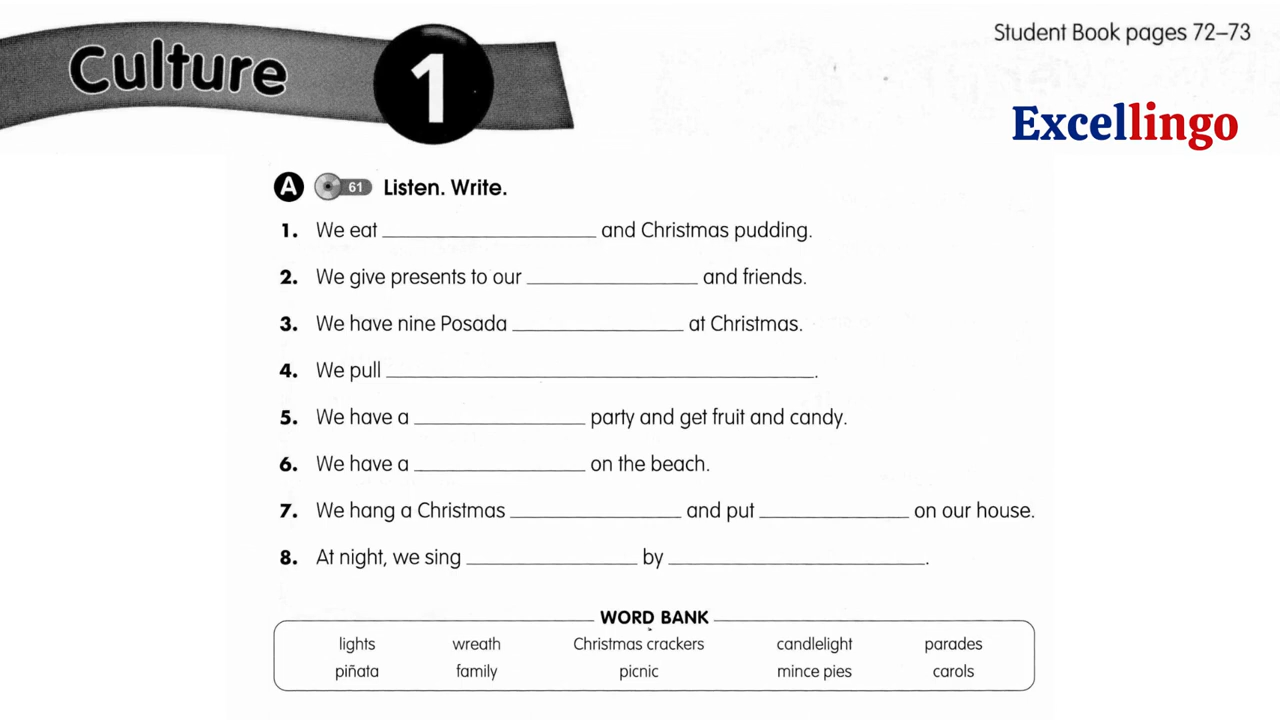 Culture 1
Student Book pages 72–73
Excellingo
A 61 Listen. Write.
1. We eat ____________ and Christmas pudding.
2. We give presents to our ____________ and friends.
3. We have nine Posada ____________ at Christmas.
4. We pull ____________.
5. We have a ____________ party and get fruit and candy.
6. We have a ____________ on the beach.
7. We hang a Christmas ____________ and put ____________ on our house.
8. At night, we sing ____________ by ____________.
WORD BANK
lights wreath Christmas crackers candlelight parades
piñata family picnic mince pies carols